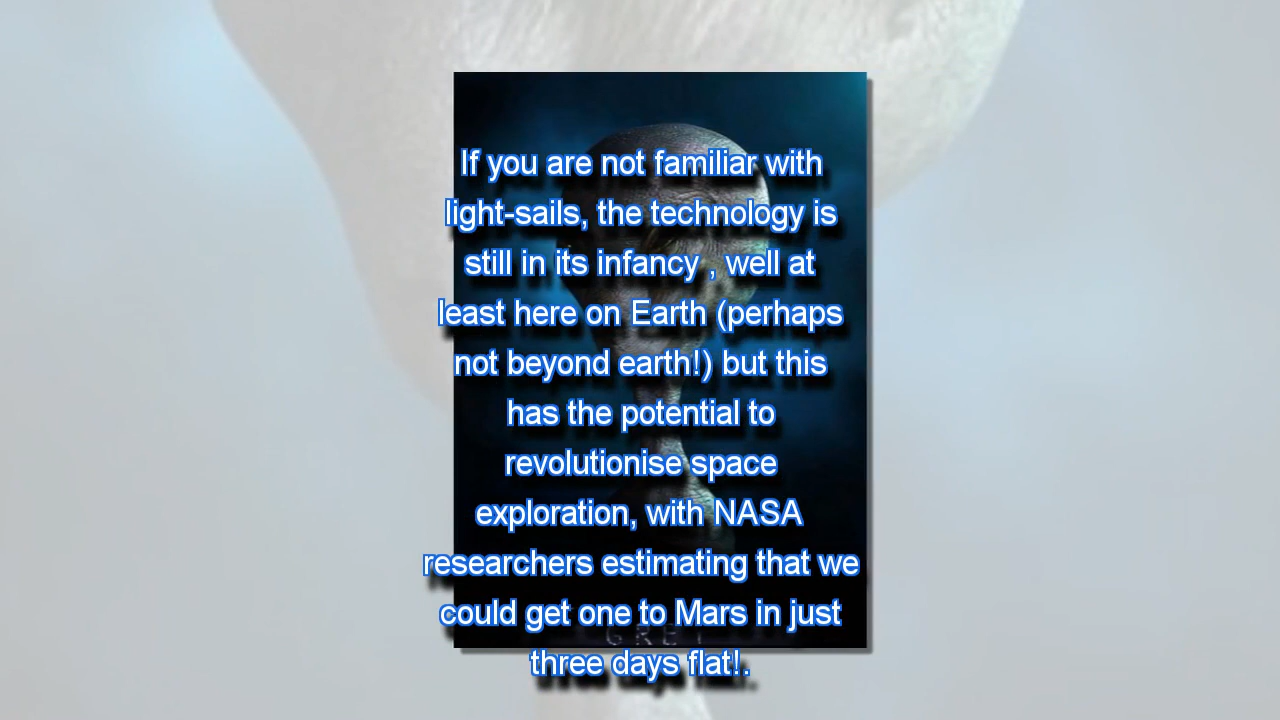 If you are not familiar with
light-sails, the technology is
still in its infancy , well at
least here on Earth (perhaps
not beyond earth!) but this
has the potential to
revolutionise space
exploration, with NASA
researchers estimating that we
could get one to Mars in just
GREY
three days flat!.